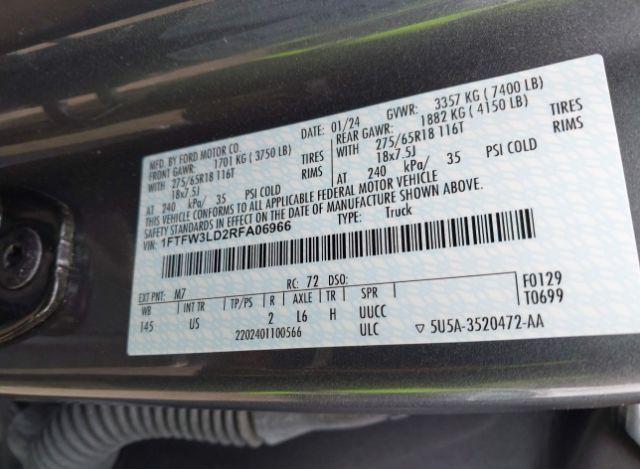 MFD. BY FORD MOTOR CO.
DATE: 01/24
GVWR: 3357 KG ( 7400 LB)
FRONT GAWR: 1701 KG ( 3750 LB)
REAR GAWR: 1882 KG ( 4150 LB)
WITH 275/65R18 116T TIRES
275/65R18 116T TIRES
18x7.5J RIMS
18x7.5J RIMS
AT 240 kPa/ 35 PSI COLD
AT 240 kPa/ 35 PSI COLD
THIS VEHICLE CONFORMS TO ALL APPLICABLE FEDERAL MOTOR VEHICLE
SAFETY STANDARDS IN EFFECT ON THE DATE OF MANUFACTURE SHOWN ABOVE.
VIN: 1FTFW3LD2RFA06966
TYPE: Truck
EXT PNT: M7 RC: 72 DSO: F0129
WB INT TR TP/PS R AXLE TR SPR T0699
145 US 2 L6 H UUCC
2202401100566 ULC ▽ 5U5A-3520472-AA